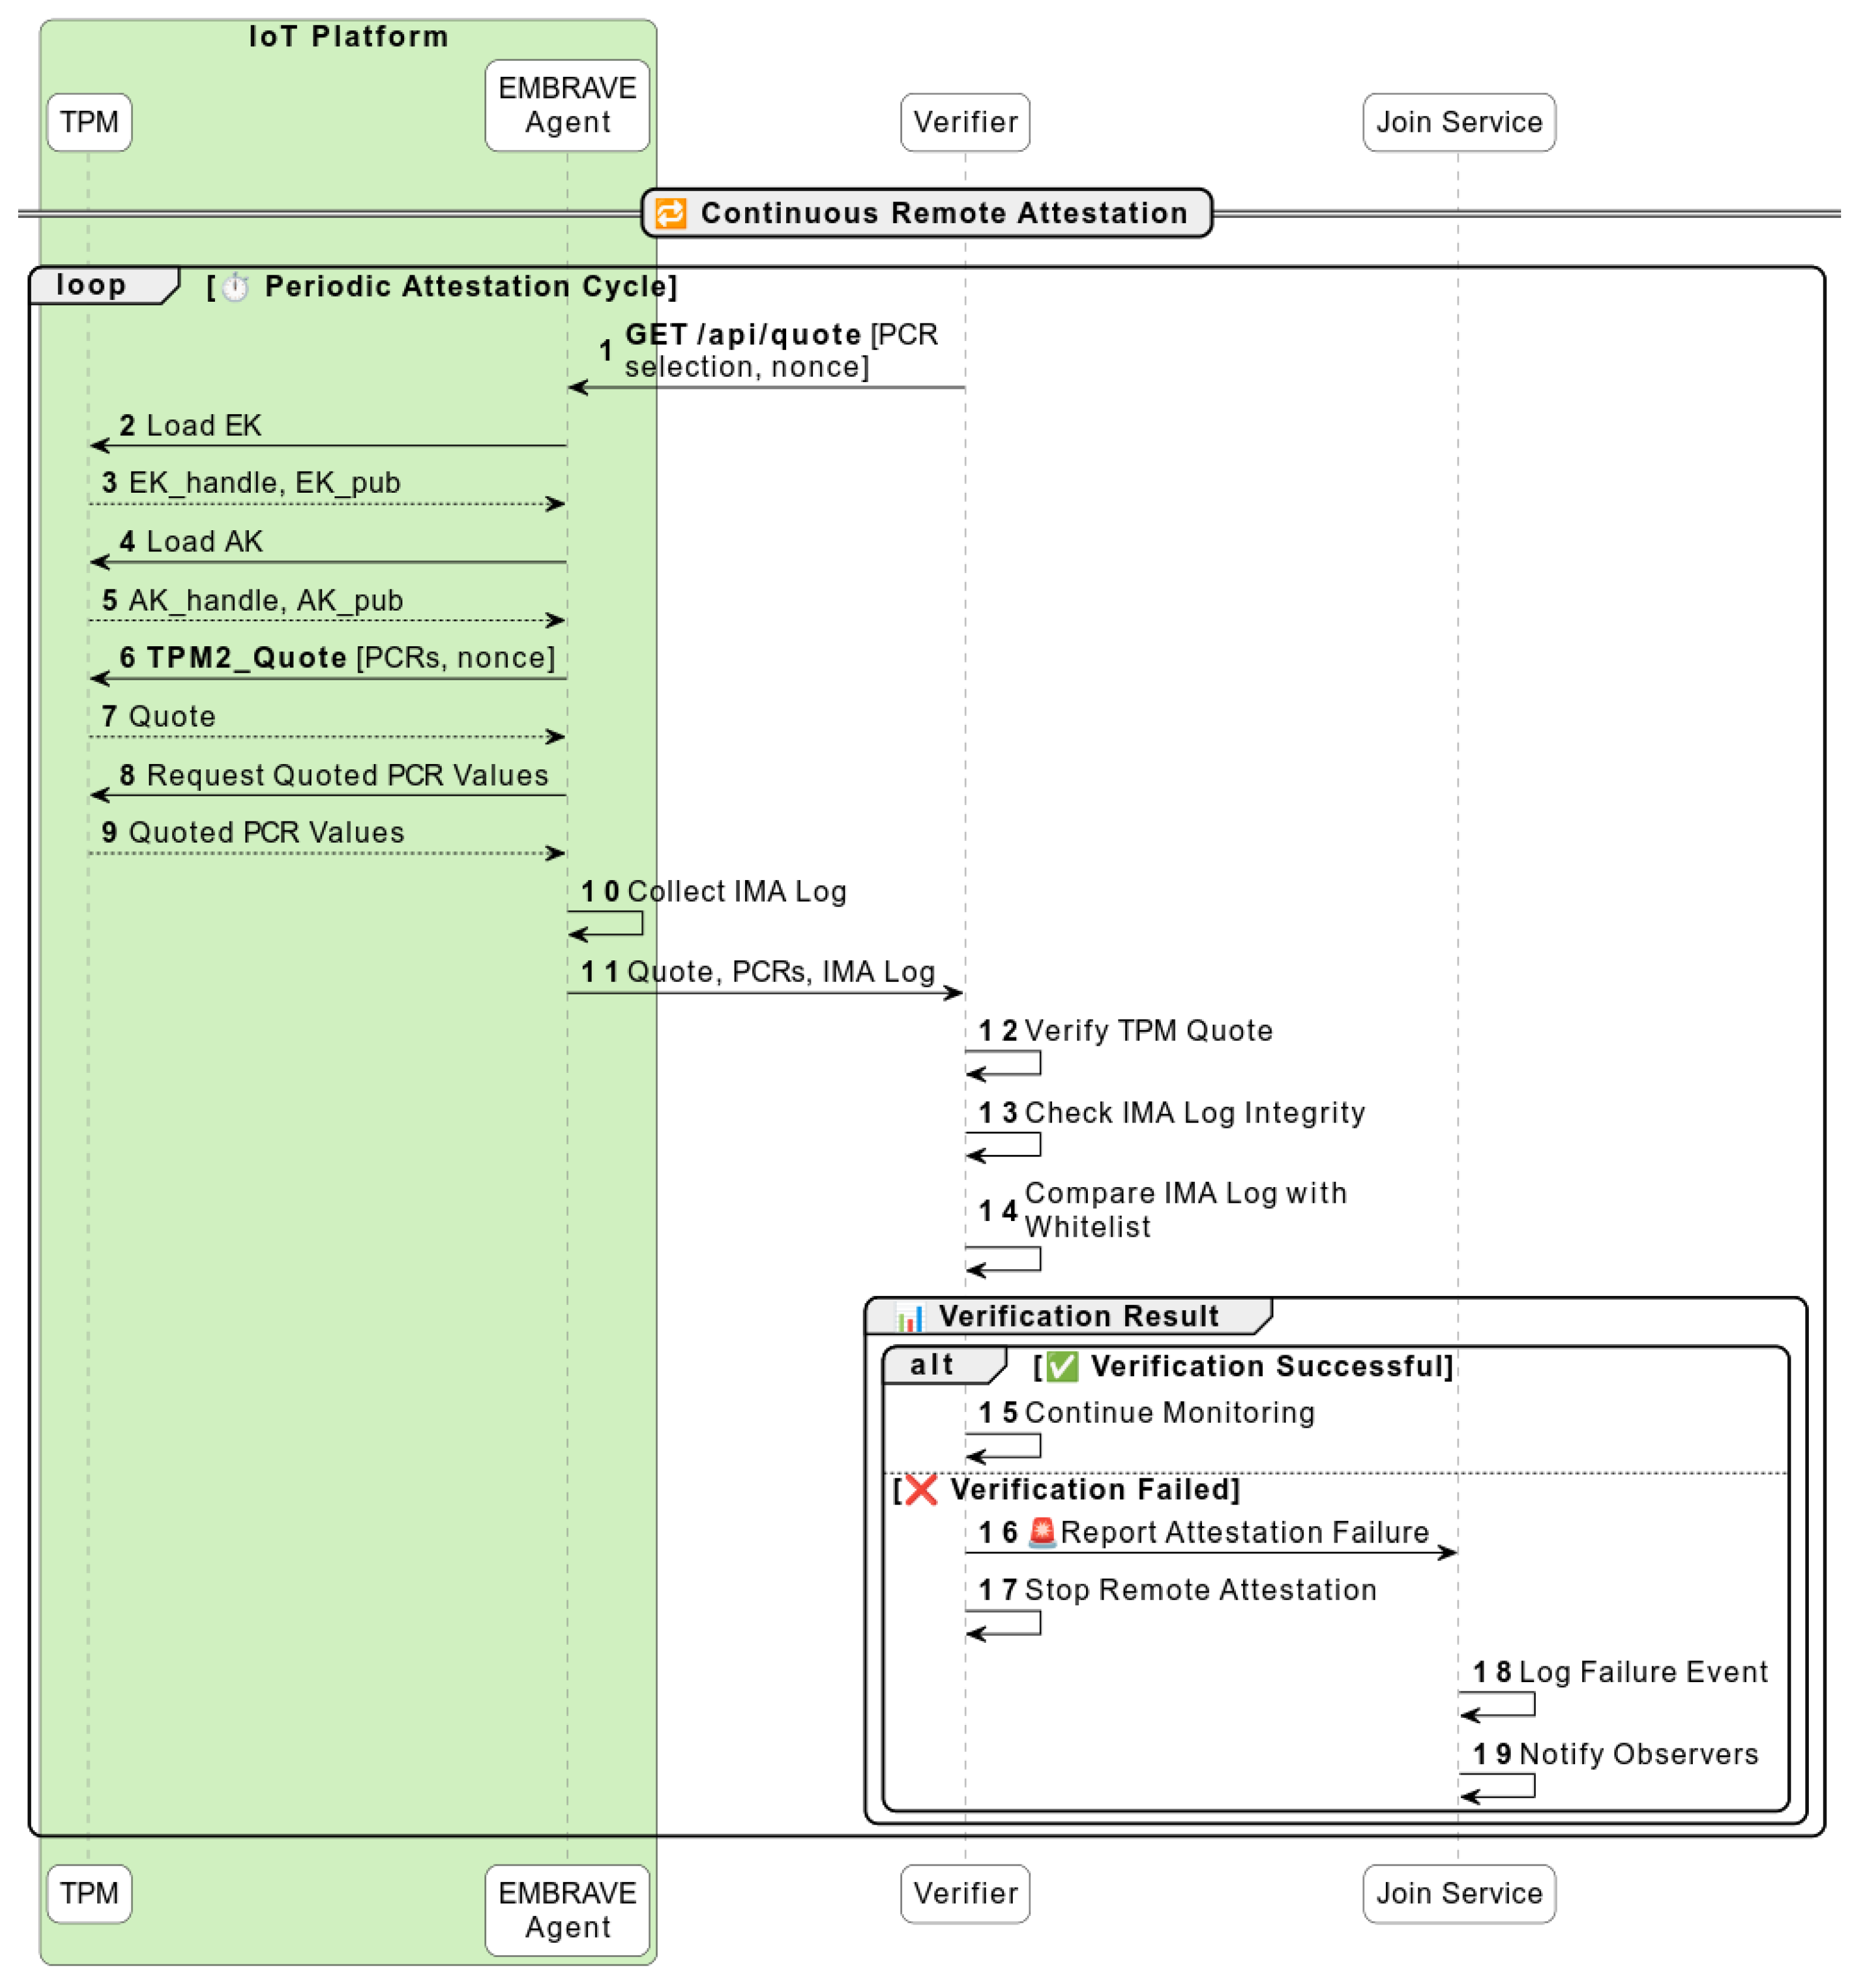 IoT Platform
TPM
EMBRAVE
Agent
Verifier
Join Service
Continuous Remote Attestation
loop
[⏱️ Periodic Attestation Cycle]
1 GET /api/quote [PCR
selection, nonce]
2 Load EK
3 EK_handle, EK_pub
4 Load AK
5 AK_handle, AK_pub
6 TPM2_Quote [PCRs, nonce]
7 Quote
8 Request Quoted PCR Values
9 Quoted PCR Values
10 Collect IMA Log
11 Quote, PCRs, IMA Log
12 Verify TPM Quote
13 Check IMA Log Integrity
14 Compare IMA Log with
Whitelist
Verification Result
alt
[✅ Verification Successful]
15 Continue Monitoring
[❌ Verification Failed]
16 🚨Report Attestation Failure
17 Stop Remote Attestation
18 Log Failure Event
19 Notify Observers
TPM
EMBRAVE
Agent
Verifier
Join Service